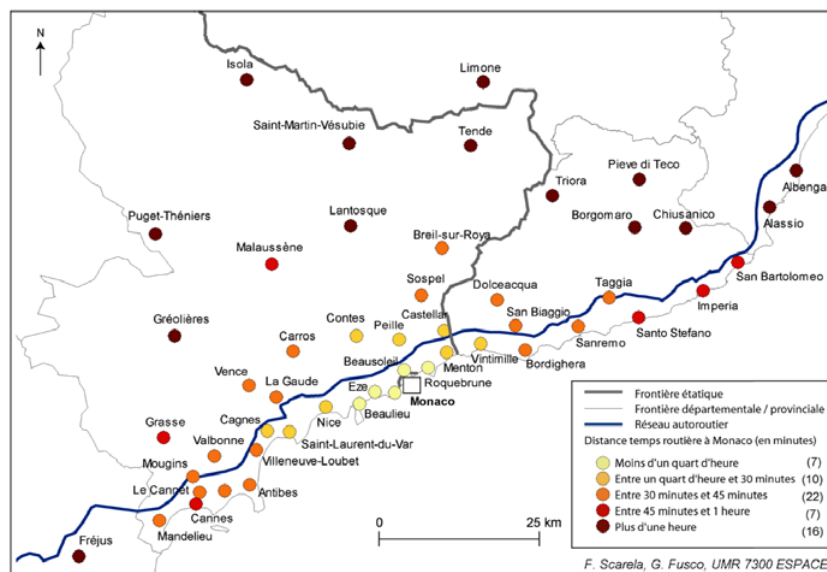 N
Isola
Limone
Saint-Martin-Vésubie
Tende
Pieve di Teco
Triora
Albenga
Puget-Théniers
Lantosque
Borgomaro
Chiusanico
Alassio
Breil-sur-Roya
Malaussène
San Bartolomeo
Sospel
Dolceacqua
Taggia
Imperia
Castellar
San Biaggio
Gréolières
Contes
Peille
Santo Stefano
Carros
Sanremo
Vintimille
Bordighera
Beausoleil
Menton
Vence
La Gaude
Roquebrune
Eze
Monaco
Beaulieu
Cagnes
Nice
Grasse
Saint-Laurent-du-Var
Valbonne
Villeneuve-Loubet
Mougins
Le Cannet
Antibes
Cannes
Mandelieu
Fréjus
0 25 km
Frontière étatique
Frontière départementale / provinciale
Réseau autoroutier
Distance temps routière à Monaco (en minutes)
Moins d'un quart d'heure (7)
Entre un quart d'heure et 30 minutes (10)
Entre 30 minutes et 45 minutes (22)
Entre 45 minutes et 1 heure (7)
Plus d'une heure (16)
F. Scarela, G. Fusco, UMR 7300 ESPACE